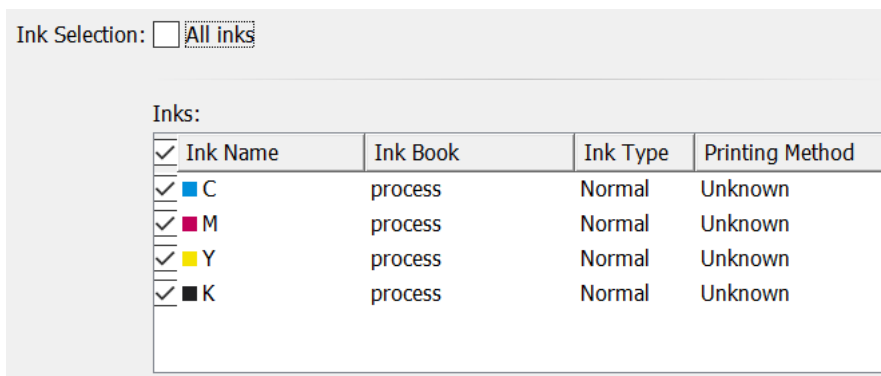 Ink Selection: All inks
Inks:
Ink Name Ink Book Ink Type Printing Method
C process Normal Unknown
M process Normal Unknown
Y process Normal Unknown
K process Normal Unknown